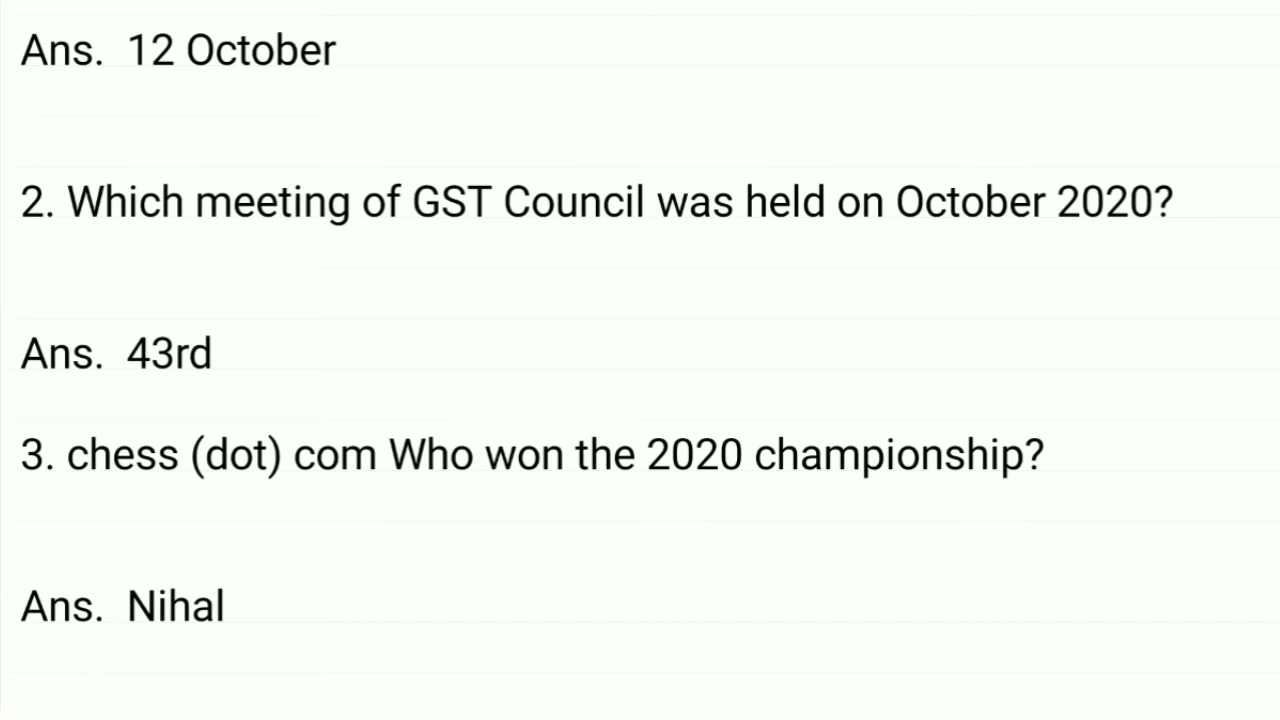 Ans. 12 October
2. Which meeting of GST Council was held on October 2020?
Ans. 43rd
3. chess (dot) com Who won the 2020 championship?
Ans. Nihal